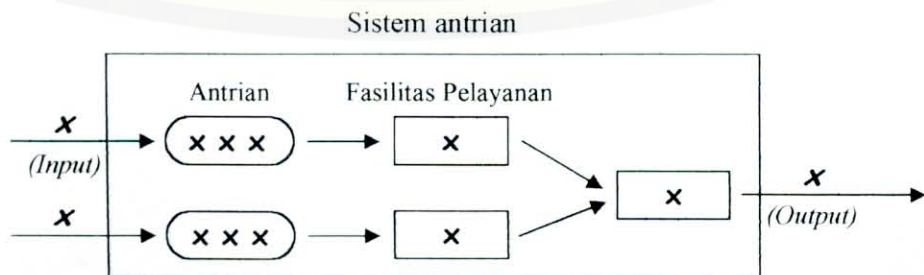 Sistem antrian
Antrian Fasilitas Pelayanan
x x x x x
(Input) x x
x x x x x (Output)